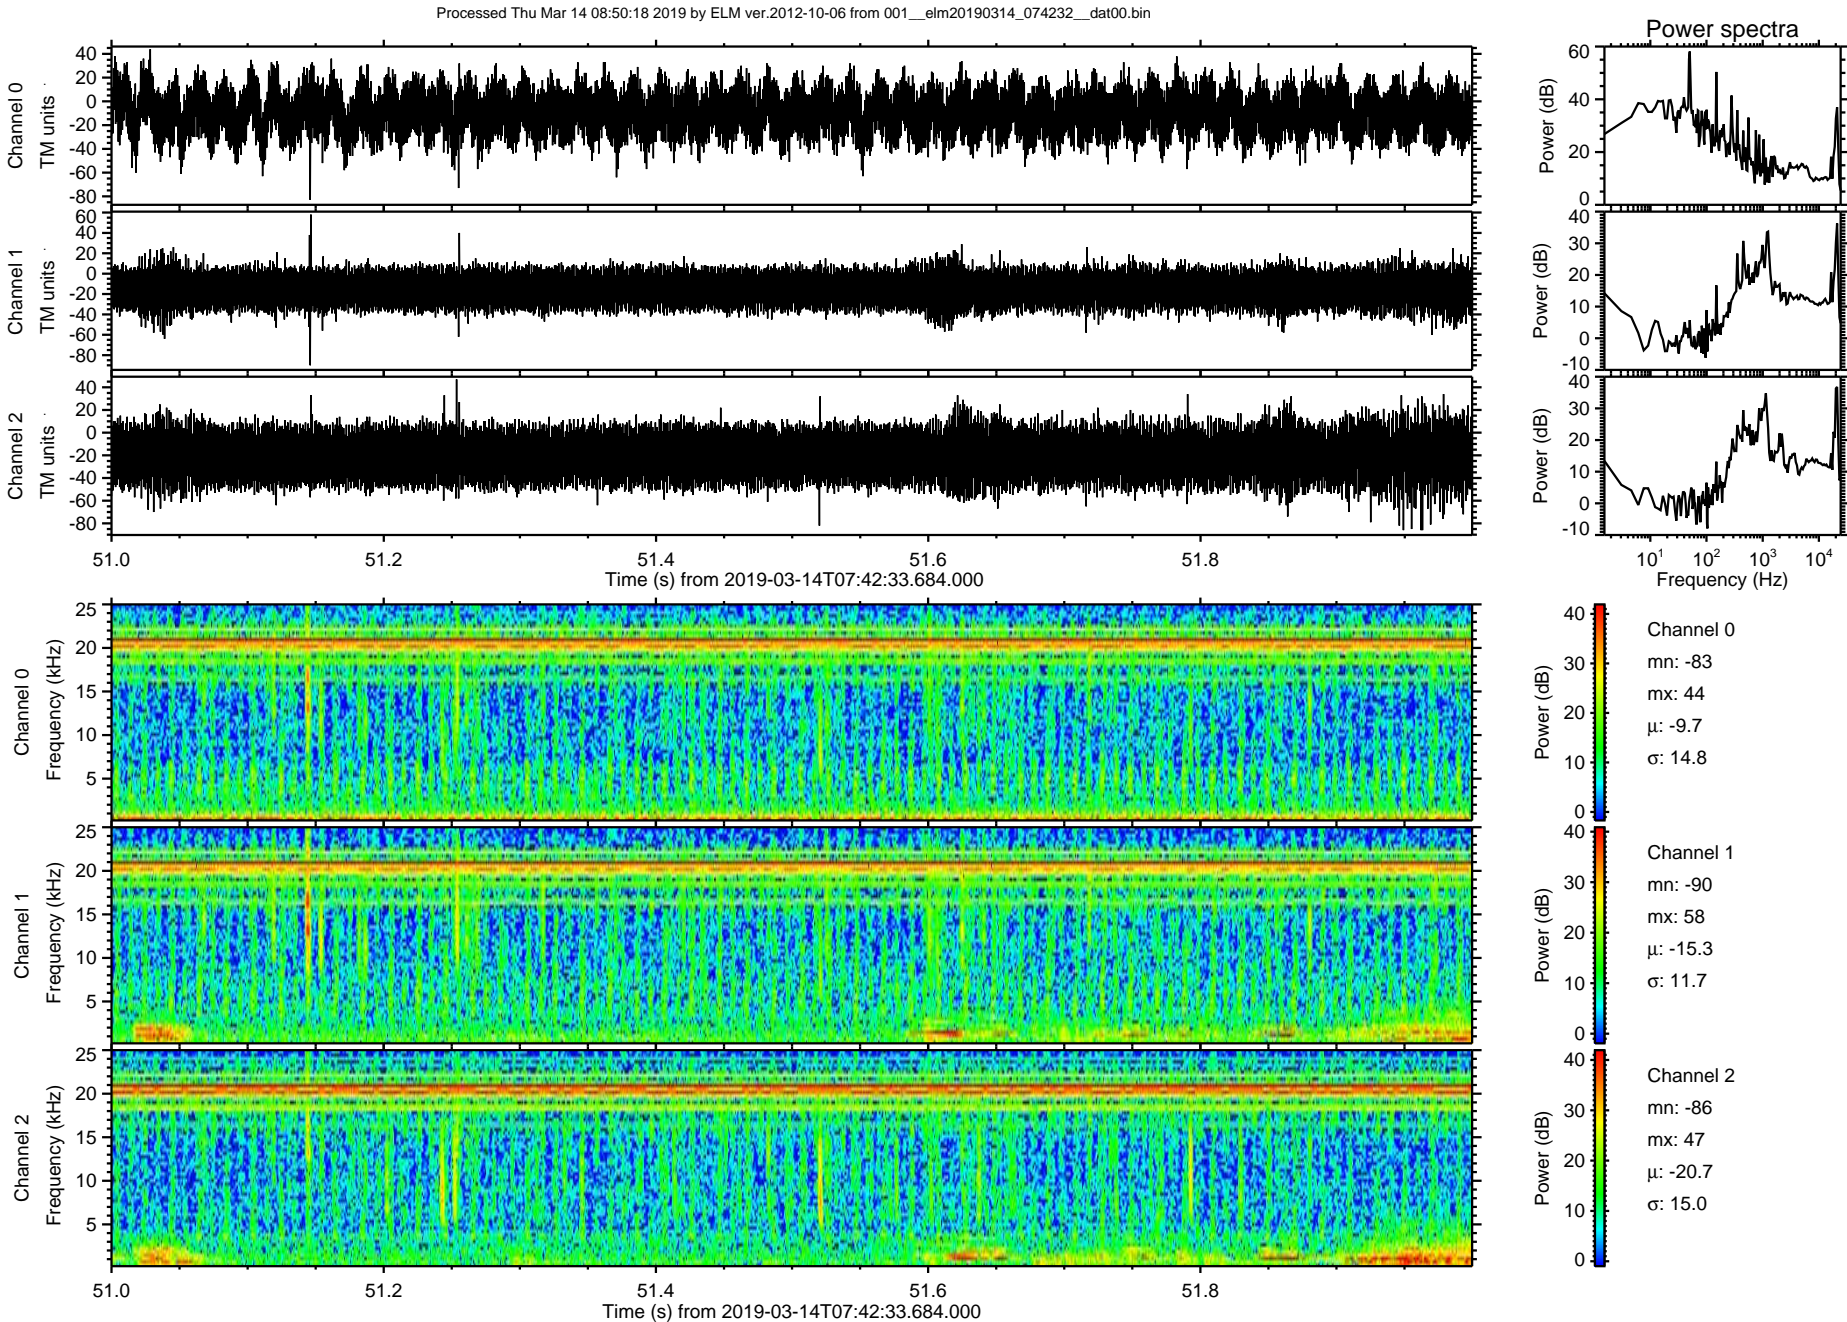 Processed Thu Mar 14 08:50:18 2019 by ELM ver.2012-10-06 from 001__elm20190314_074232__dat00.bin
Power spectra
Channel 0
TM units
40
20
0
-20
-40
-60
-80
Power (dB)
60
40
20
0
Channel 1
TM units
60
40
20
0
-20
-40
-60
-80
Power (dB)
40
30
20
10
0
-10
Channel 2
TM units
40
20
0
-20
-40
-60
-80
Power (dB)
40
30
20
10
0
-10
51.0 51.2 51.4 51.6 51.8
Time (s) from 2019-03-14T07:42:33.684.000
10¹ 10² 10³ 10⁴
Frequency (Hz)
Channel 0
Frequency (kHz)
25
20
15
10
5
Power (dB)
40
30
20
10
0
Channel 0
mn: -83
mx: 44
μ: -9.7
σ: 14.8
Channel 1
Frequency (kHz)
25
20
15
10
5
Power (dB)
40
30
20
10
0
Channel 1
mn: -90
mx: 58
μ: -15.3
σ: 11.7
Channel 2
Frequency (kHz)
25
20
15
10
5
Power (dB)
40
30
20
10
0
Channel 2
mn: -86
mx: 47
μ: -20.7
σ: 15.0
51.0 51.2 51.4 51.6 51.8
Time (s) from 2019-03-14T07:42:33.684.000